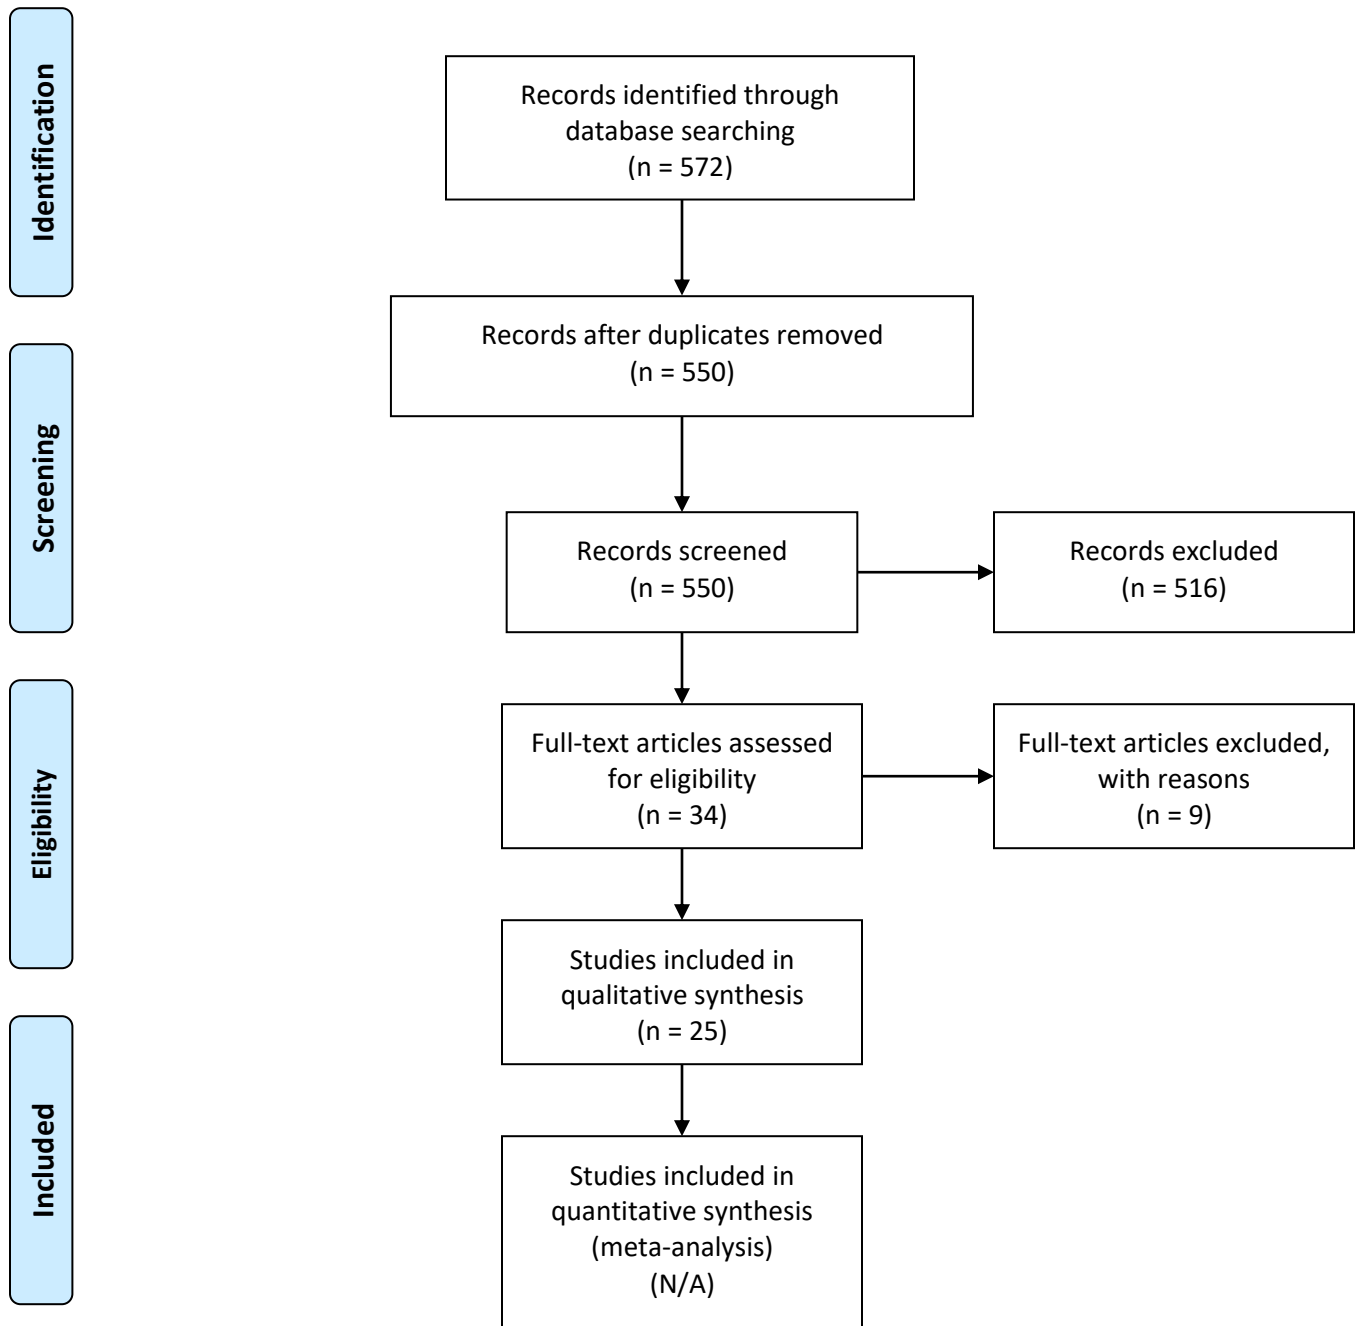 Identification
Records identified through
database searching
(n = 572)
Records after duplicates removed
(n = 550)
Screening
Records screened
(n = 550)
Records excluded
(n = 516)
Eligibility
Full-text articles assessed
for eligibility
(n = 34)
Full-text articles excluded,
with reasons
(n = 9)
Studies included in
qualitative synthesis
(n = 25)
Included
Studies included in
quantitative synthesis
(meta-analysis)
(N/A)